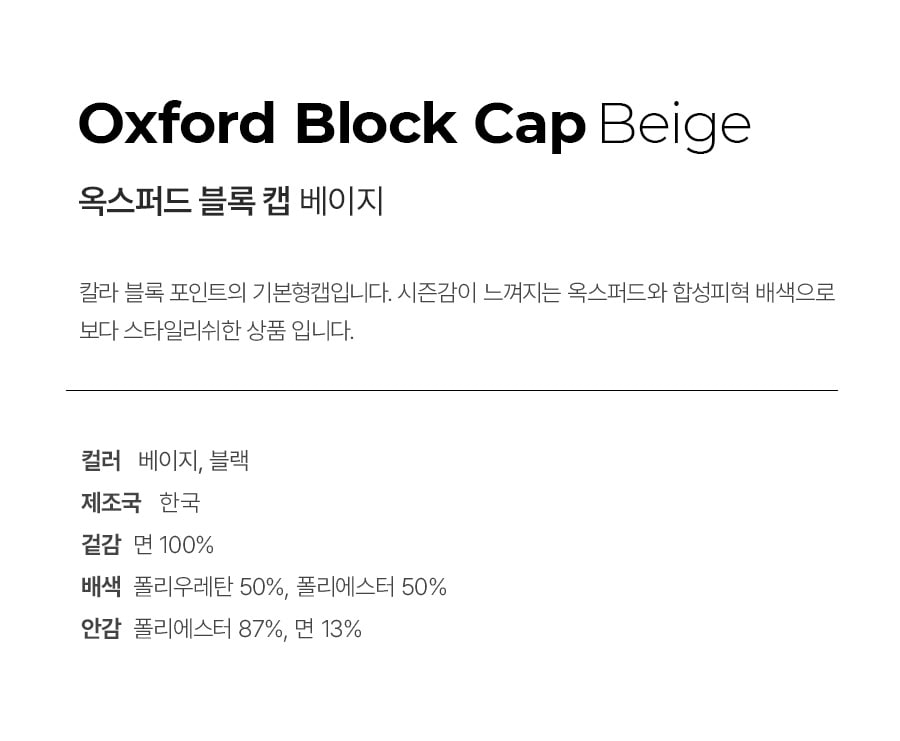 Oxford Block Cap Beige
옥스퍼드 블록 캡 베이지
칼라 블록 포인트의 기본형캡입니다. 시즌감이 느껴지는 옥스퍼드와 합성피혁 배색으로
보다 스타일리쉬한 상품 입니다.
컬러 베이지, 블랙
제조국 한국
겉감 면 100%
배색 폴리우레탄 50%, 폴리에스터 50%
안감 폴리에스터 87%, 면 13%